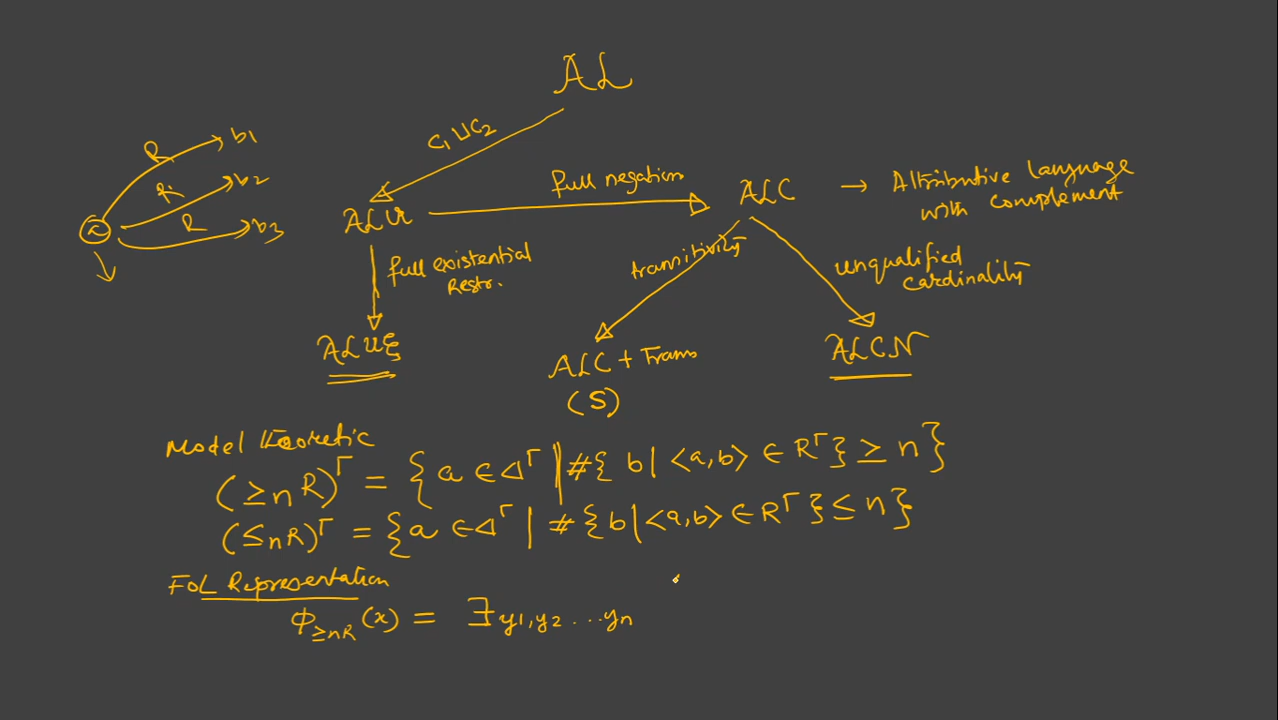 AL
C1 ⊔ C2
R b1
R b2
R b3
a
full negation
ALU
ALC → Attributive language
with complement
full existential
Restr.
transitivity
unqualified
cardinality
ALUE
ALC + Trans
(S)
ALCN
Model theoretic
(≥nR)^I = {a ∈ Δ^I | #{b | <a,b> ∈ R^I} ≥ n}
(≤nR)^I = {a ∈ Δ^I | #{b | <a,b> ∈ R^I} ≤ n}
FOL Representation
Φ≥nR (x) = ∃ y1, y2 ... yn